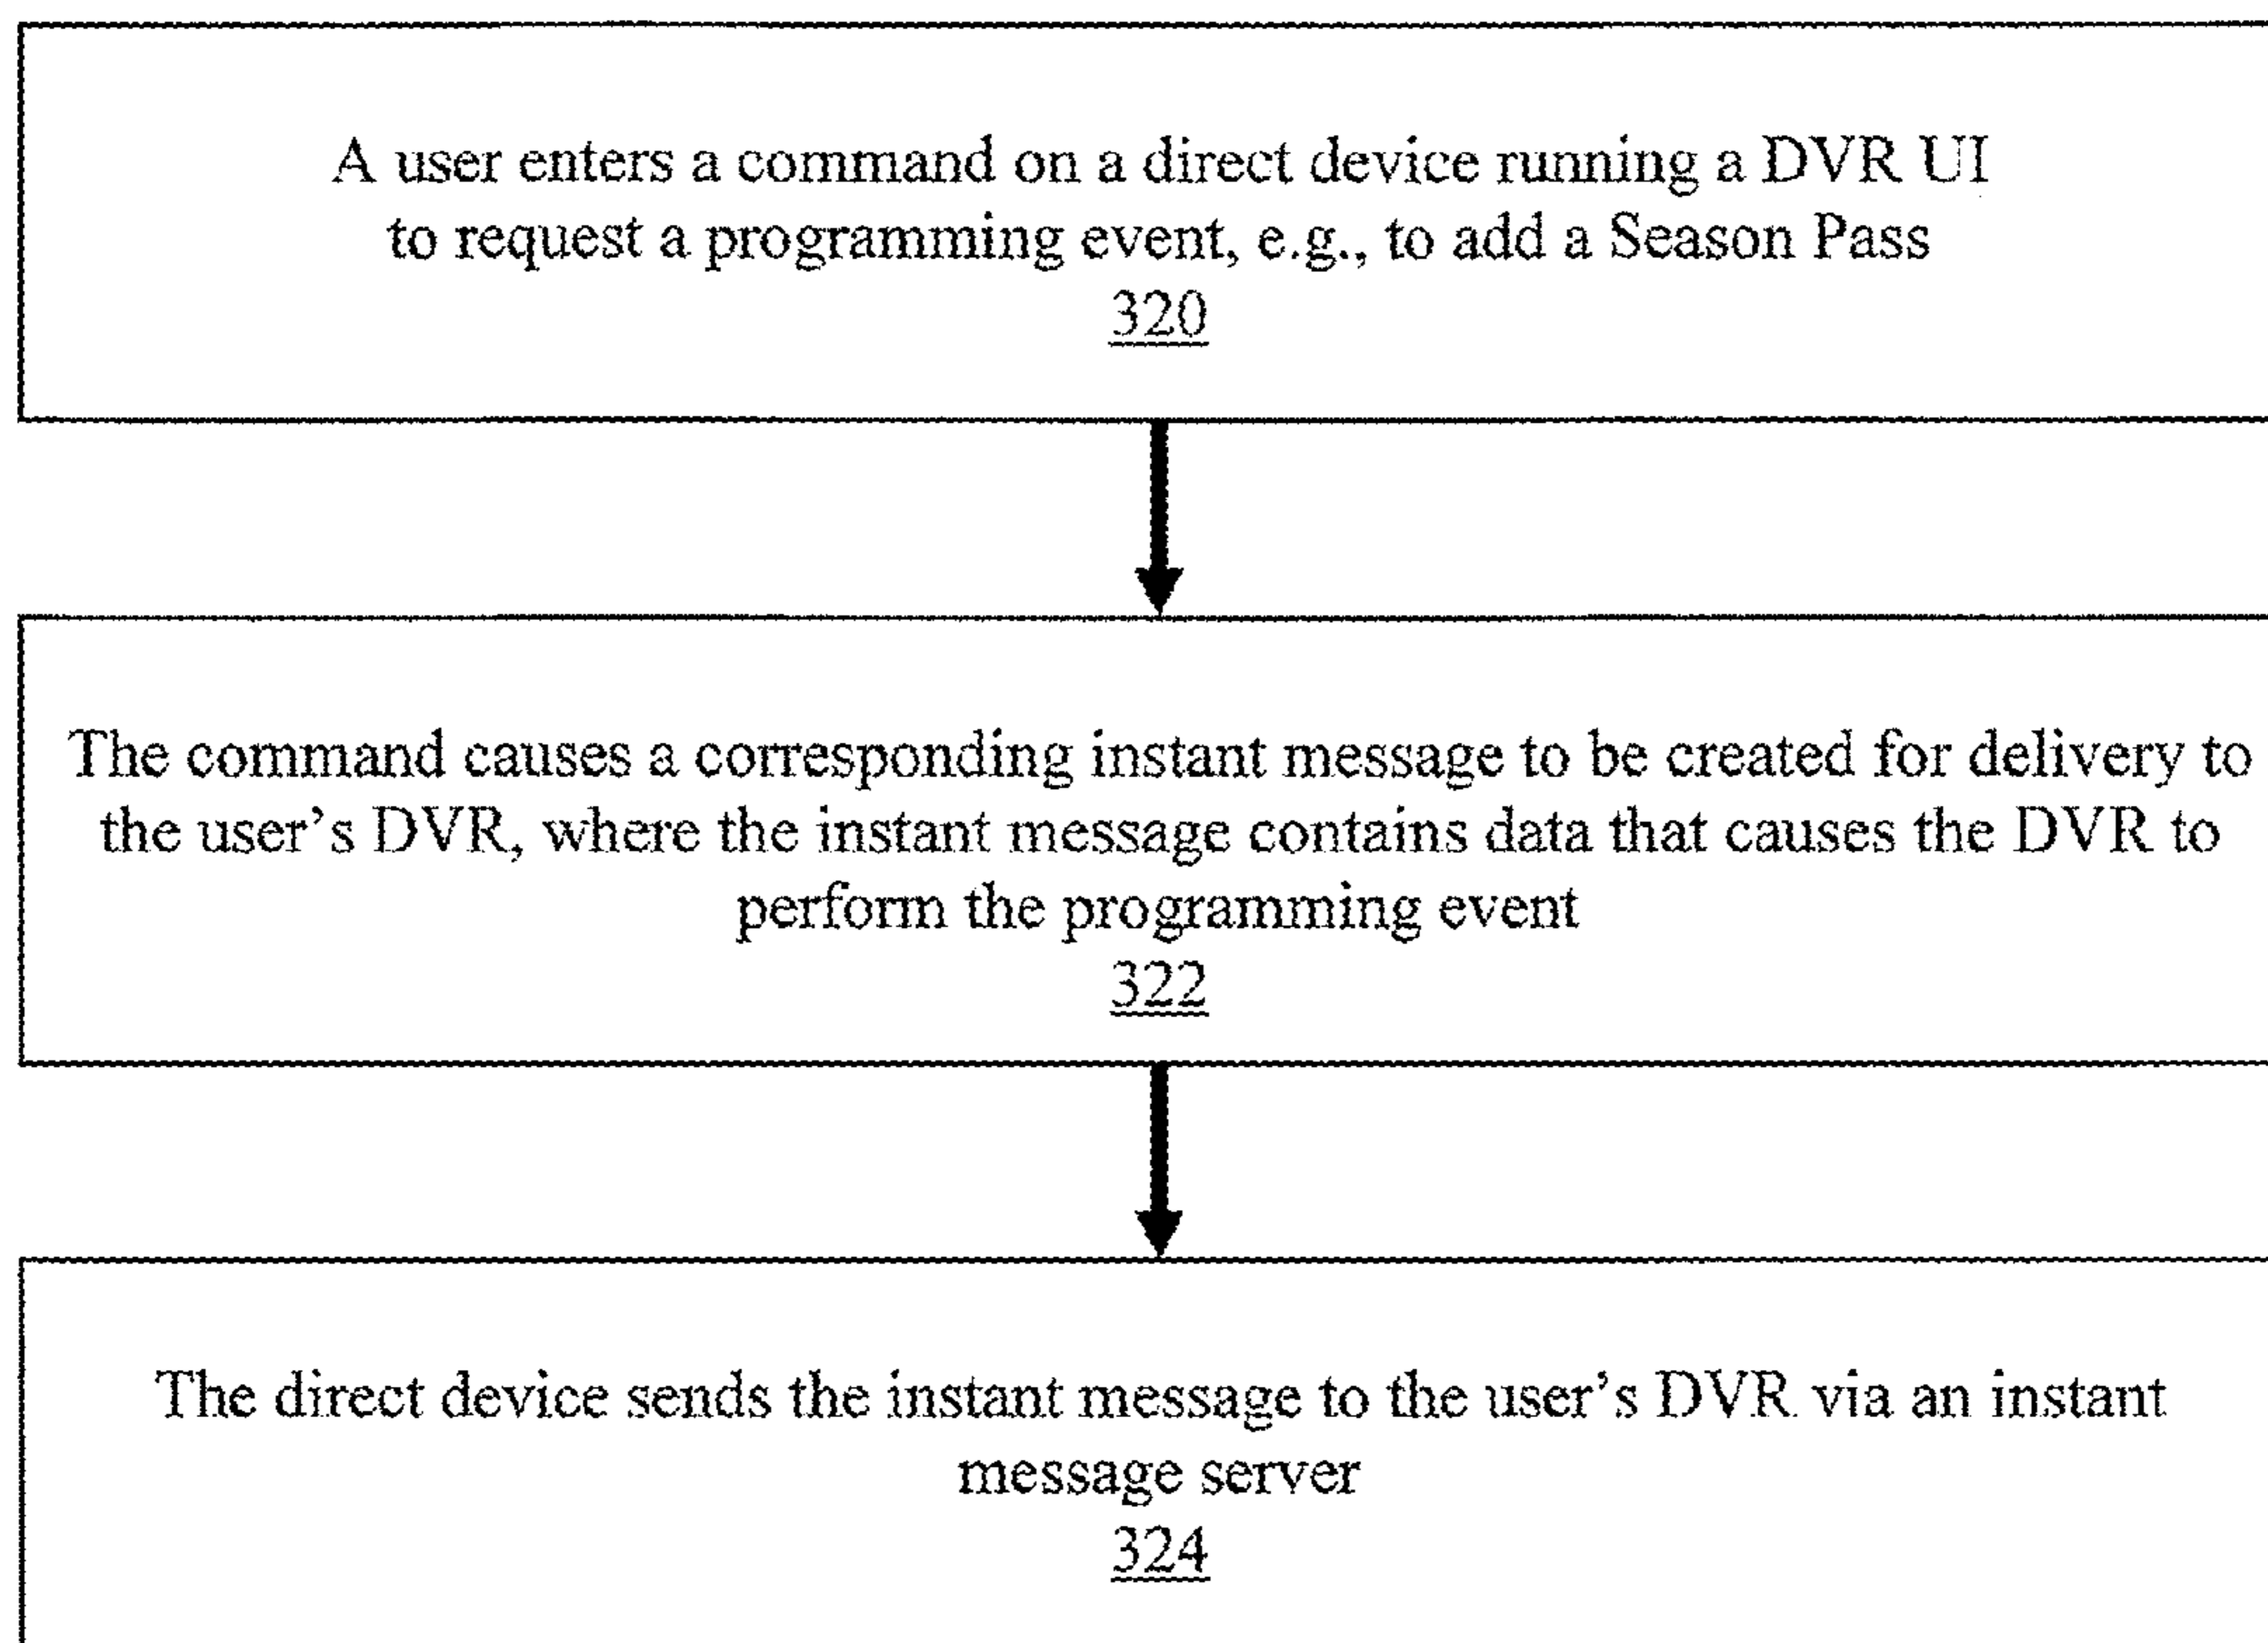 A user enters a command on a direct device running a DVR UI
to request a programming event, e.g., to add a Season Pass
320
The command causes a corresponding instant message to be created for delivery to
the user’s DVR, where the instant message contains data that causes the DVR to
perform the programming event
322
The direct device sends the instant message to the user’s DVR via an instant
message server
324